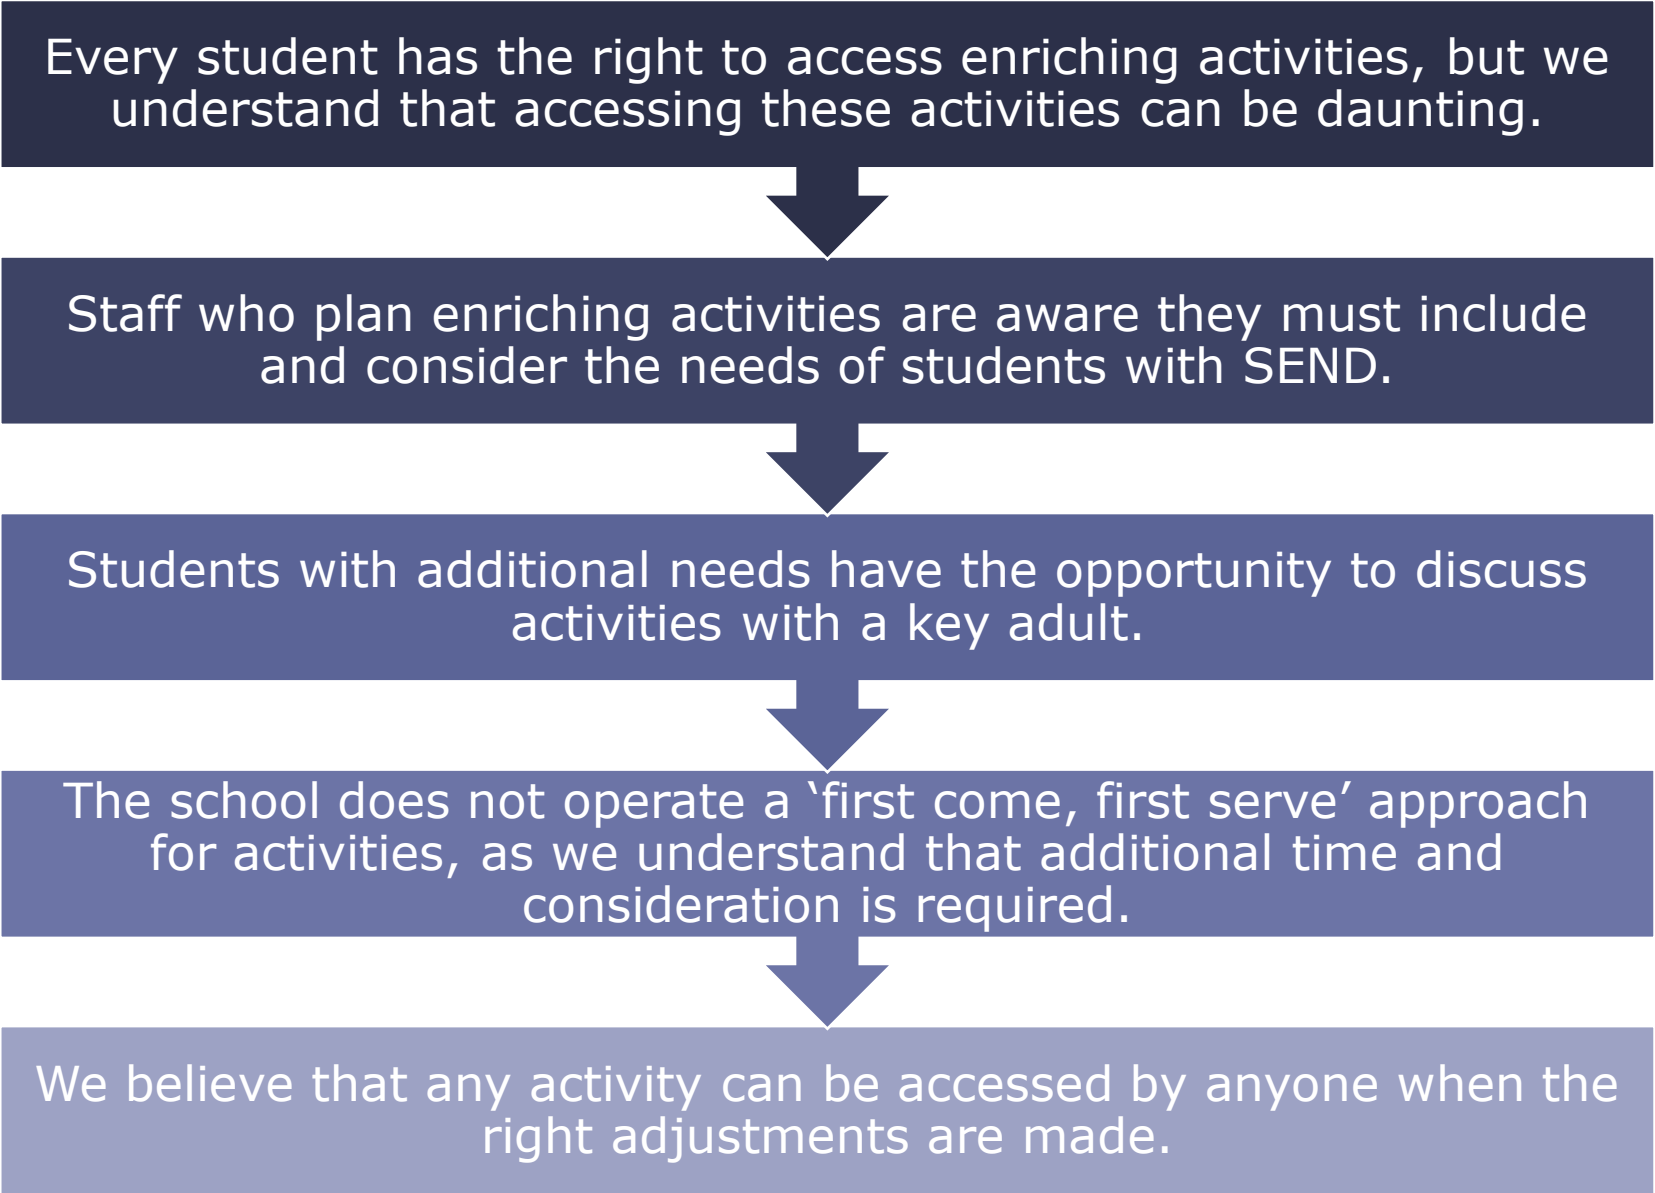 Every student has the right to access enriching activities, but we
understand that accessing these activities can be daunting.
Staff who plan enriching activities are aware they must include
and consider the needs of students with SEND.
Students with additional needs have the opportunity to discuss
activities with a key adult.
The school does not operate a ‘first come, first serve’ approach
for activities, as we understand that additional time and
consideration is required.
We believe that any activity can be accessed by anyone when the
right adjustments are made.